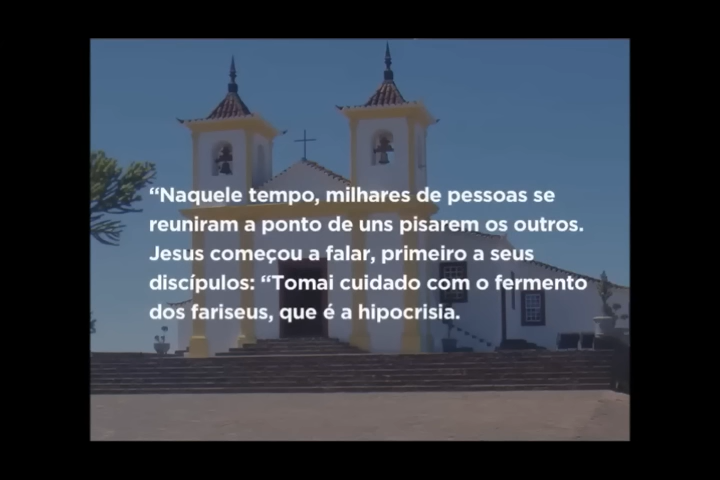 “Naquele tempo, milhares de pessoas se
reuniram a ponto de uns pisarem os outros.
Jesus começou a falar, primeiro a seus
discípulos: “Tomai cuidado com o fermento
dos fariseus, que é a hipocrisia.